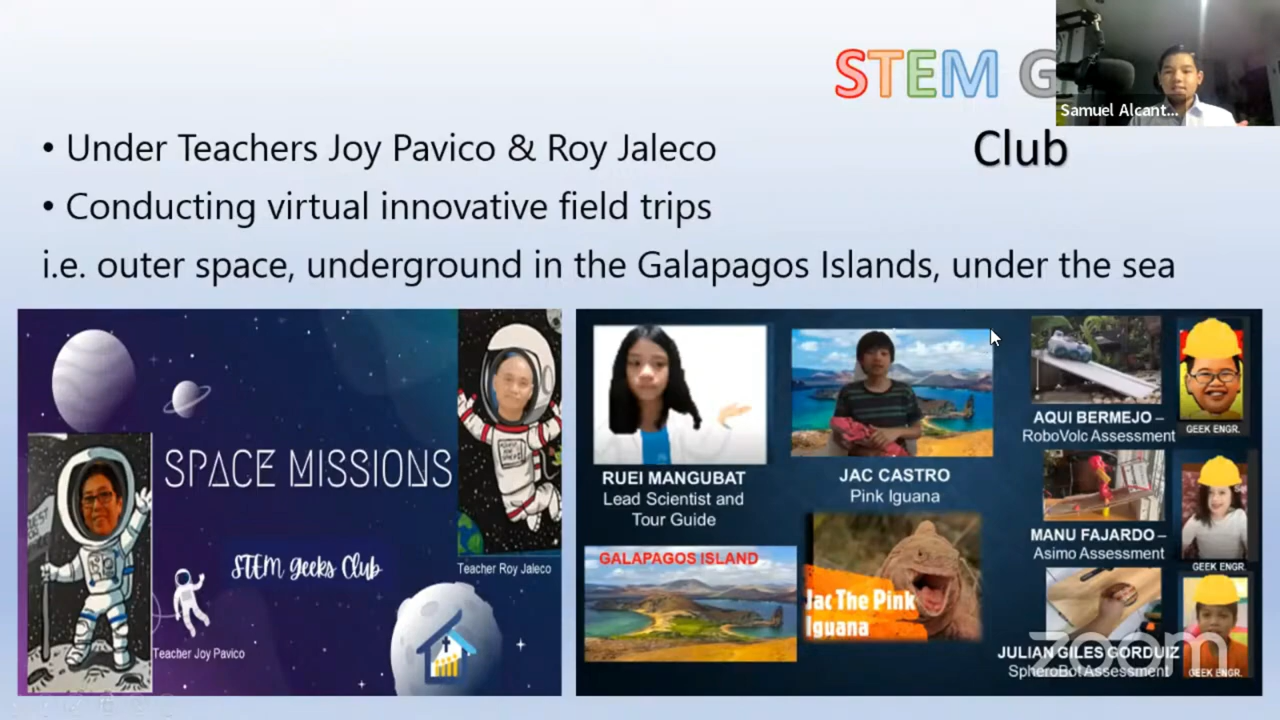 STEM G
Samuel Alcant...
Club
• Under Teachers Joy Pavico & Roy Jaleco
• Conducting virtual innovative field trips
i.e. outer space, underground in the Galapagos Islands, under the sea
SPACE MISSIONS
STEM Geeks Club
Teacher Roy Jaleco
Teacher Joy Pavico
RUEI MANGUBAT
Lead Scientist and
Tour Guide
JAC CASTRO
Pink Iguana
GALAPAGOS ISLAND
Jac The Pink
Iguana
AQUI BERMEJO –
RoboVolc Assessment
GEEK ENGR.
MANU FAJARDO –
Asimo Assessment
GEEK ENGR.
JULIAN GILES GORDUIZ
SpheroBot Assessment
GEEK ENGR.
zoom